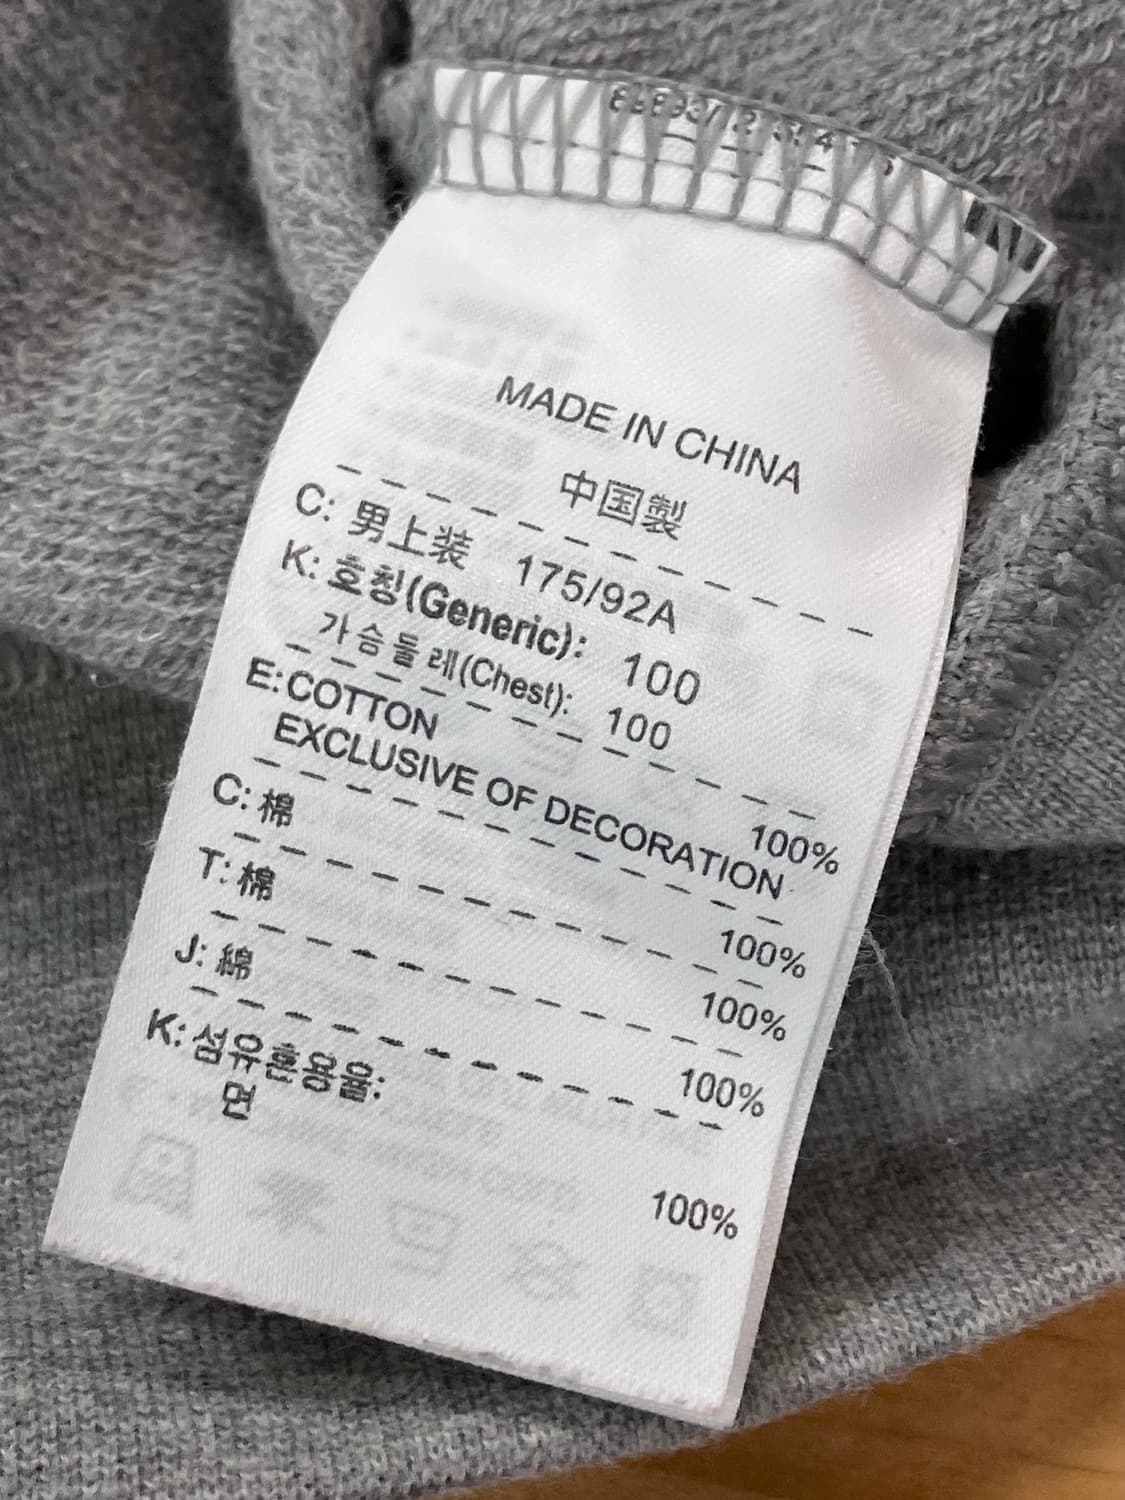 MADE IN CHINA
中国製
C: 男上装 175/92A
K: 호칭(Generic): 100
가슴둘레(Chest): 100
E:COTTON 100%
EXCLUSIVE OF DECORATION
C: 棉 100%
T: 棉 100%
J: 綿 100%
K: 섬유혼용율:
면 100%